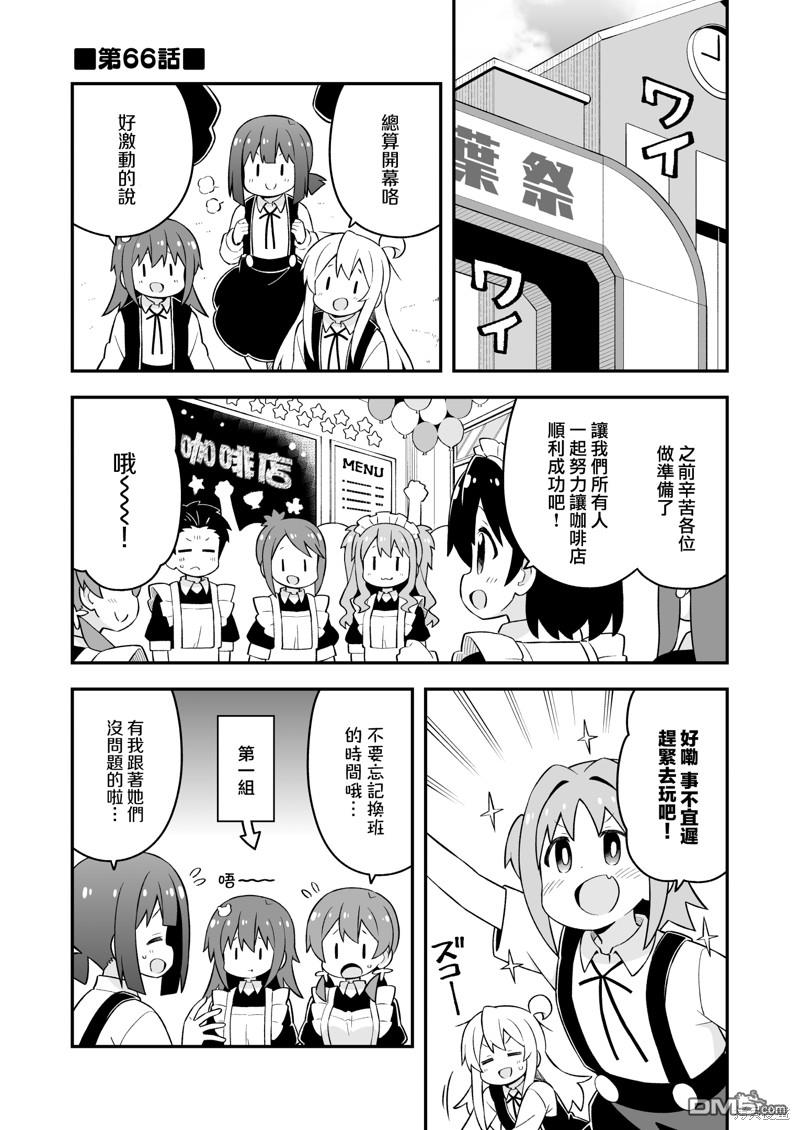 ■第66話■
ワイ
ワイ
葉祭
總算開幕咯
好激動的說
之前辛苦各位
做準備了
讓我們所有人
一起努力讓咖啡店
順利成功吧！
咖啡店
MENU
哦～～～！
好嘞 事不宜遲
趕緊去玩吧！
ズコー
不要忘記換班
的時間哦…
第一組
唔～～
有我跟著她們
沒問題的啦…
DM5.com